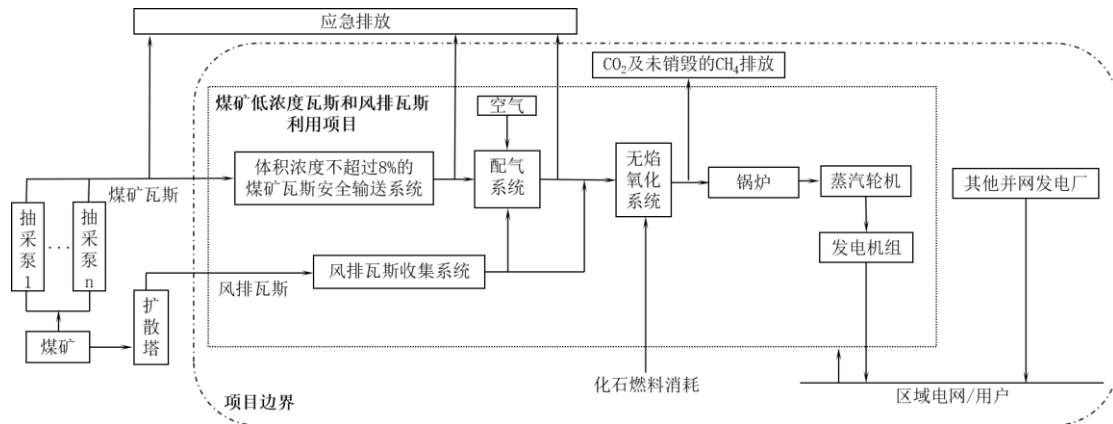 应急排放
CO₂及未销毁的CH₄排放
煤矿低浓度瓦斯和风排瓦斯
利用项目
空气
体积浓度不超过8%的
煤矿瓦斯安全输送系统
配气
系统
无焰
氧化
系统
锅炉
蒸汽轮机
其他并网发电厂
煤矿瓦斯
抽采泵1
...
抽采泵n
发电机组
风排瓦斯收集系统
风排瓦斯
扩散塔
煤矿
化石燃料消耗
区域电网/用户
项目边界